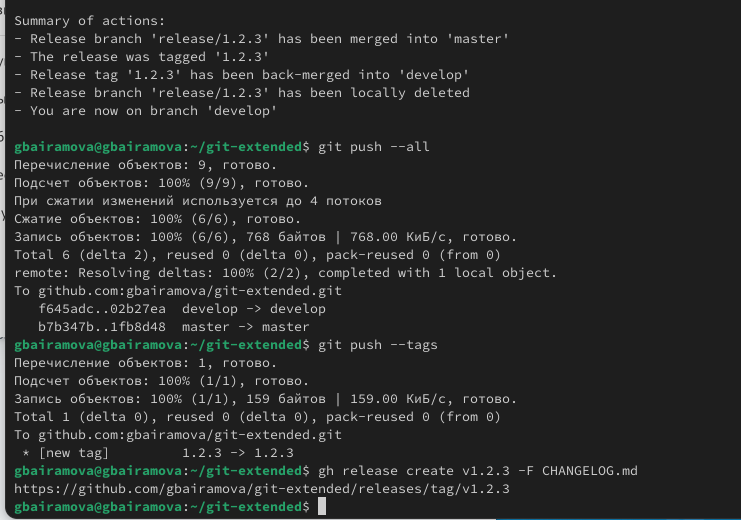 Summary of actions:
- Release branch 'release/1.2.3' has been merged into 'master'
- The release was tagged '1.2.3'
- Release tag '1.2.3' has been back-merged into 'develop'
- Release branch 'release/1.2.3' has been locally deleted
- You are now on branch 'develop'
gbairamova@gbairamova:~/git-extended$ git push --all
Перечисление объектов: 9, готово.
Подсчет объектов: 100% (9/9), готово.
При сжатии изменений используется до 4 потоков
Сжатие объектов: 100% (6/6), готово.
Запись объектов: 100% (6/6), 768 байтов | 768.00 КиБ/с, готово.
Total 6 (delta 2), reused 0 (delta 0), pack-reused 0 (from 0)
remote: Resolving deltas: 100% (2/2), completed with 1 local object.
To github.com:gbairamova/git-extended.git
f645adc..02b27ea  develop -> develop
b7b347b..1fb8d48  master -> master
gbairamova@gbairamova:~/git-extended$ git push --tags
Перечисление объектов: 1, готово.
Подсчет объектов: 100% (1/1), готово.
Запись объектов: 100% (1/1), 159 байтов | 159.00 КиБ/с, готово.
Total 1 (delta 0), reused 0 (delta 0), pack-reused 0 (from 0)
To github.com:gbairamova/git-extended.git
* [new tag]         1.2.3 -> 1.2.3
gbairamova@gbairamova:~/git-extended$ gh release create v1.2.3 -F CHANGELOG.md
https://github.com/gbairamova/git-extended/releases/tag/v1.2.3
gbairamova@gbairamova:~/git-extended$